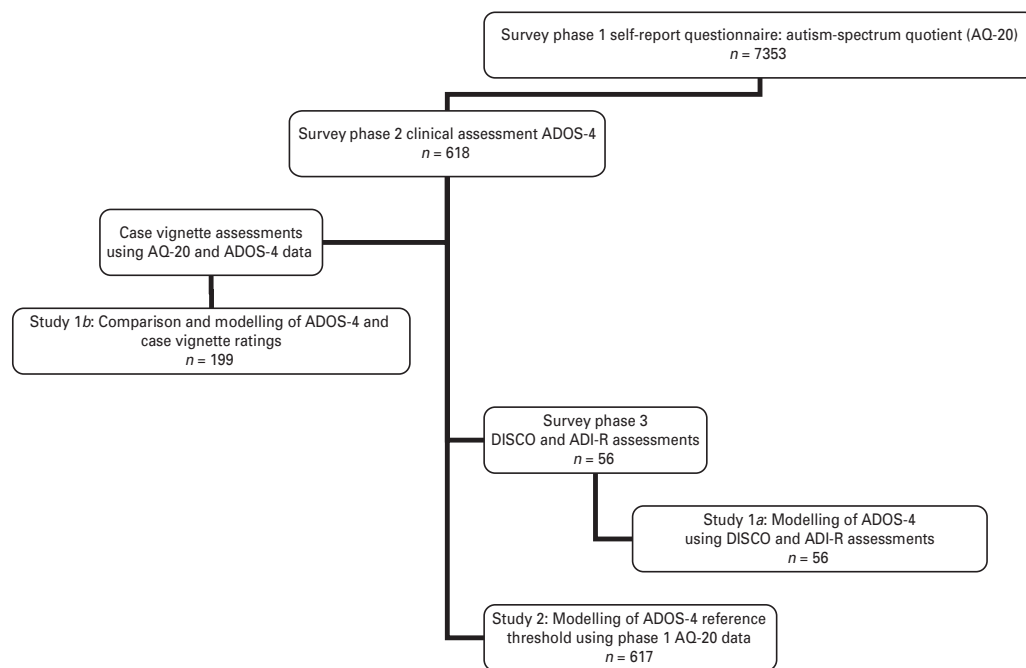 Survey phase 1 self-report questionnaire: autism-spectrum quotient (AQ-20)
n = 7353
Survey phase 2 clinical assessment ADOS-4
n = 618
Case vignette assessments
using AQ-20 and ADOS-4 data
Study 1b: Comparison and modelling of ADOS-4 and
case vignette ratings
n = 199
Survey phase 3
DISCO and ADI-R assessments
n = 56
Study 1a: Modelling of ADOS-4
using DISCO and ADI-R assessments
n = 56
Study 2: Modelling of ADOS-4 reference
threshold using phase 1 AQ-20 data
n = 617